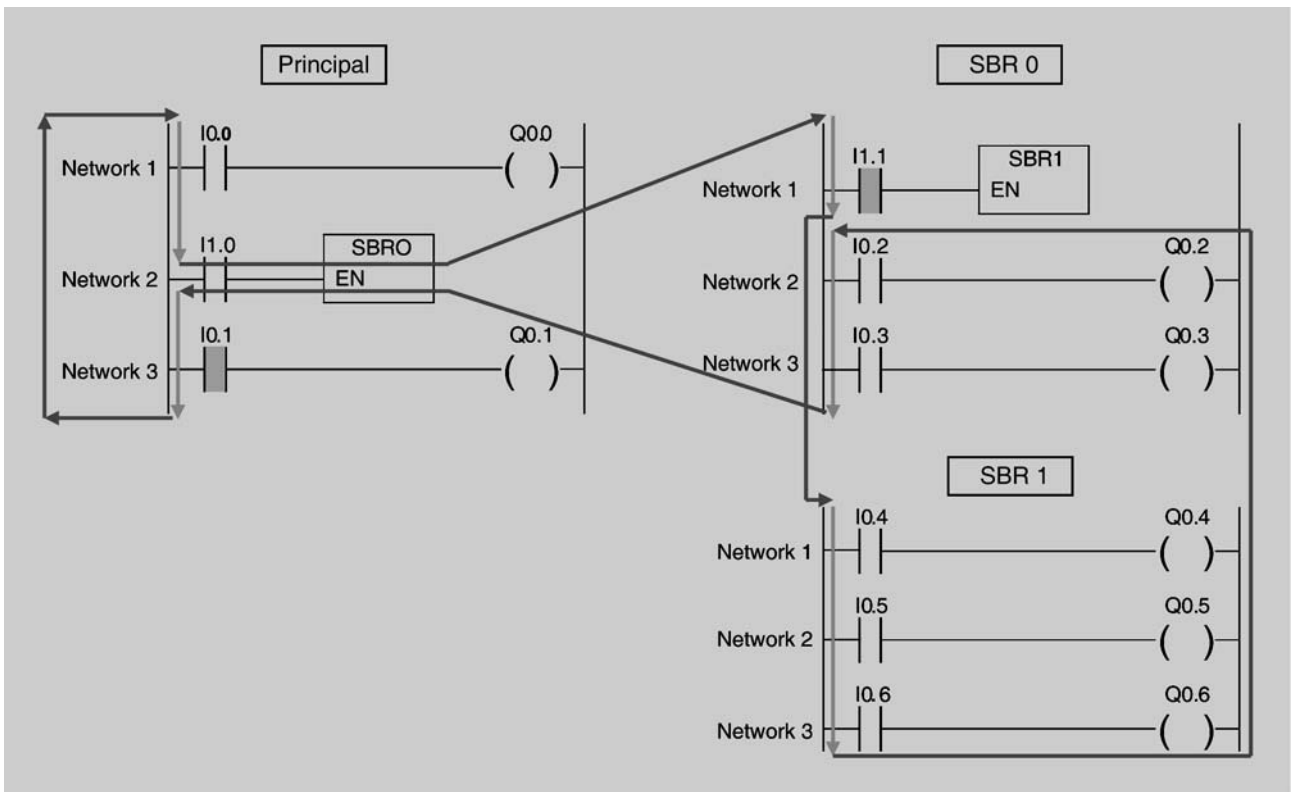 Principal
I0.0
Q0.0
Network 1
I1.0
SBRO
Network 2
EN
I0.1
Q0.1
Network 3
SBR 0
I1.1
SBR1
Network 1
EN
I0.2
Q0.2
Network 2
I0.3
Q0.3
Network 3
SBR 1
I0.4
Q0.4
Network 1
I0.5
Q0.5
Network 2
I0.6
Q0.6
Network 3